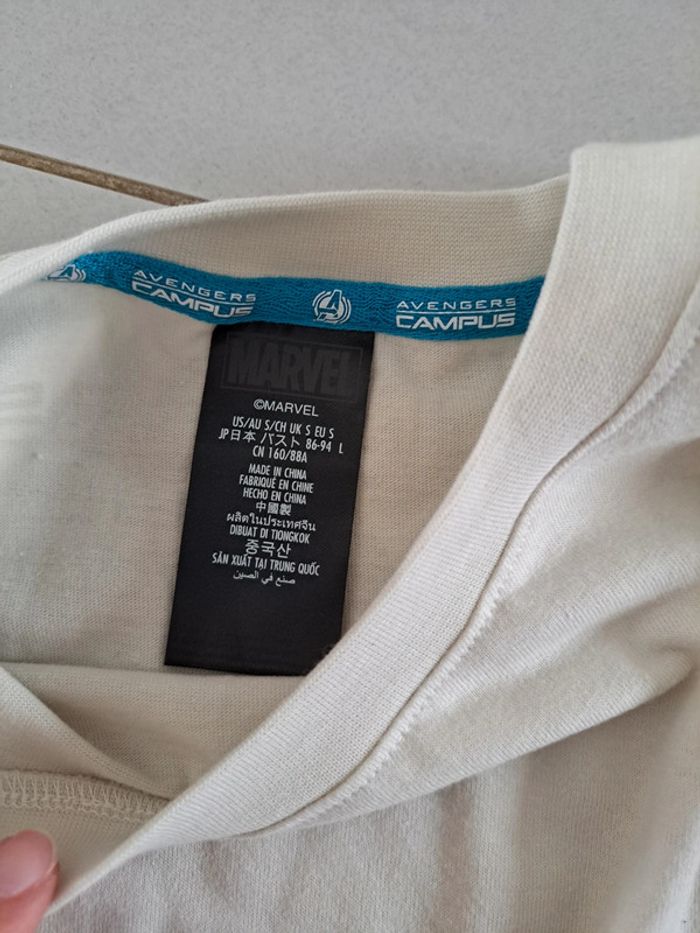 AVENGERS
CAMPUS
AVENGERS
CAMPUS
MARVEL
©MARVEL
US/AU S/CH UK S EU S
JP日本 バスト 86-94 L
CN 160/88A
MADE IN CHINA
FABRIQUÉ EN CHINE
HECHO EN CHINA
中國製
ผลิตในประเทศจีน
DIBUAT DI TIONGKOK
중국산
SẢN XUẤT TẠI TRUNG QUỐC
صنع في الصين